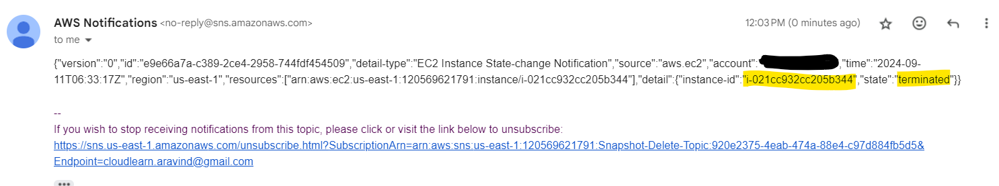 AWS Notifications <no-reply@sns.amazonaws.com>
12:03 PM (0 minutes ago)
to me
{"version":"0","id":"e9e66a7a-c389-2ce4-2958-744fdf454509","detail-type":"EC2 Instance State-change Notification","source":"aws.ec2","account":" ,"time":"2024-09-
11T06:33:17Z","region":"us-east-1","resources":["arn:aws:ec2:us-east-1:120569621791:instance/i-021cc932cc205b344"],"detail":{"instance-id":"i-021cc932cc205b344","state":"terminated"}}
--
If you wish to stop receiving notifications from this topic, please click or visit the link below to unsubscribe:
https://sns.us-east-1.amazonaws.com/unsubscribe.html?SubscriptionArn=arn:aws:sns:us-east-1:120569621791:Snapshot-Delete-Topic:920e2375-4eab-474a-88e4-c97d884fb5d5&
Endpoint=cloudlearn.aravind@gmail.com